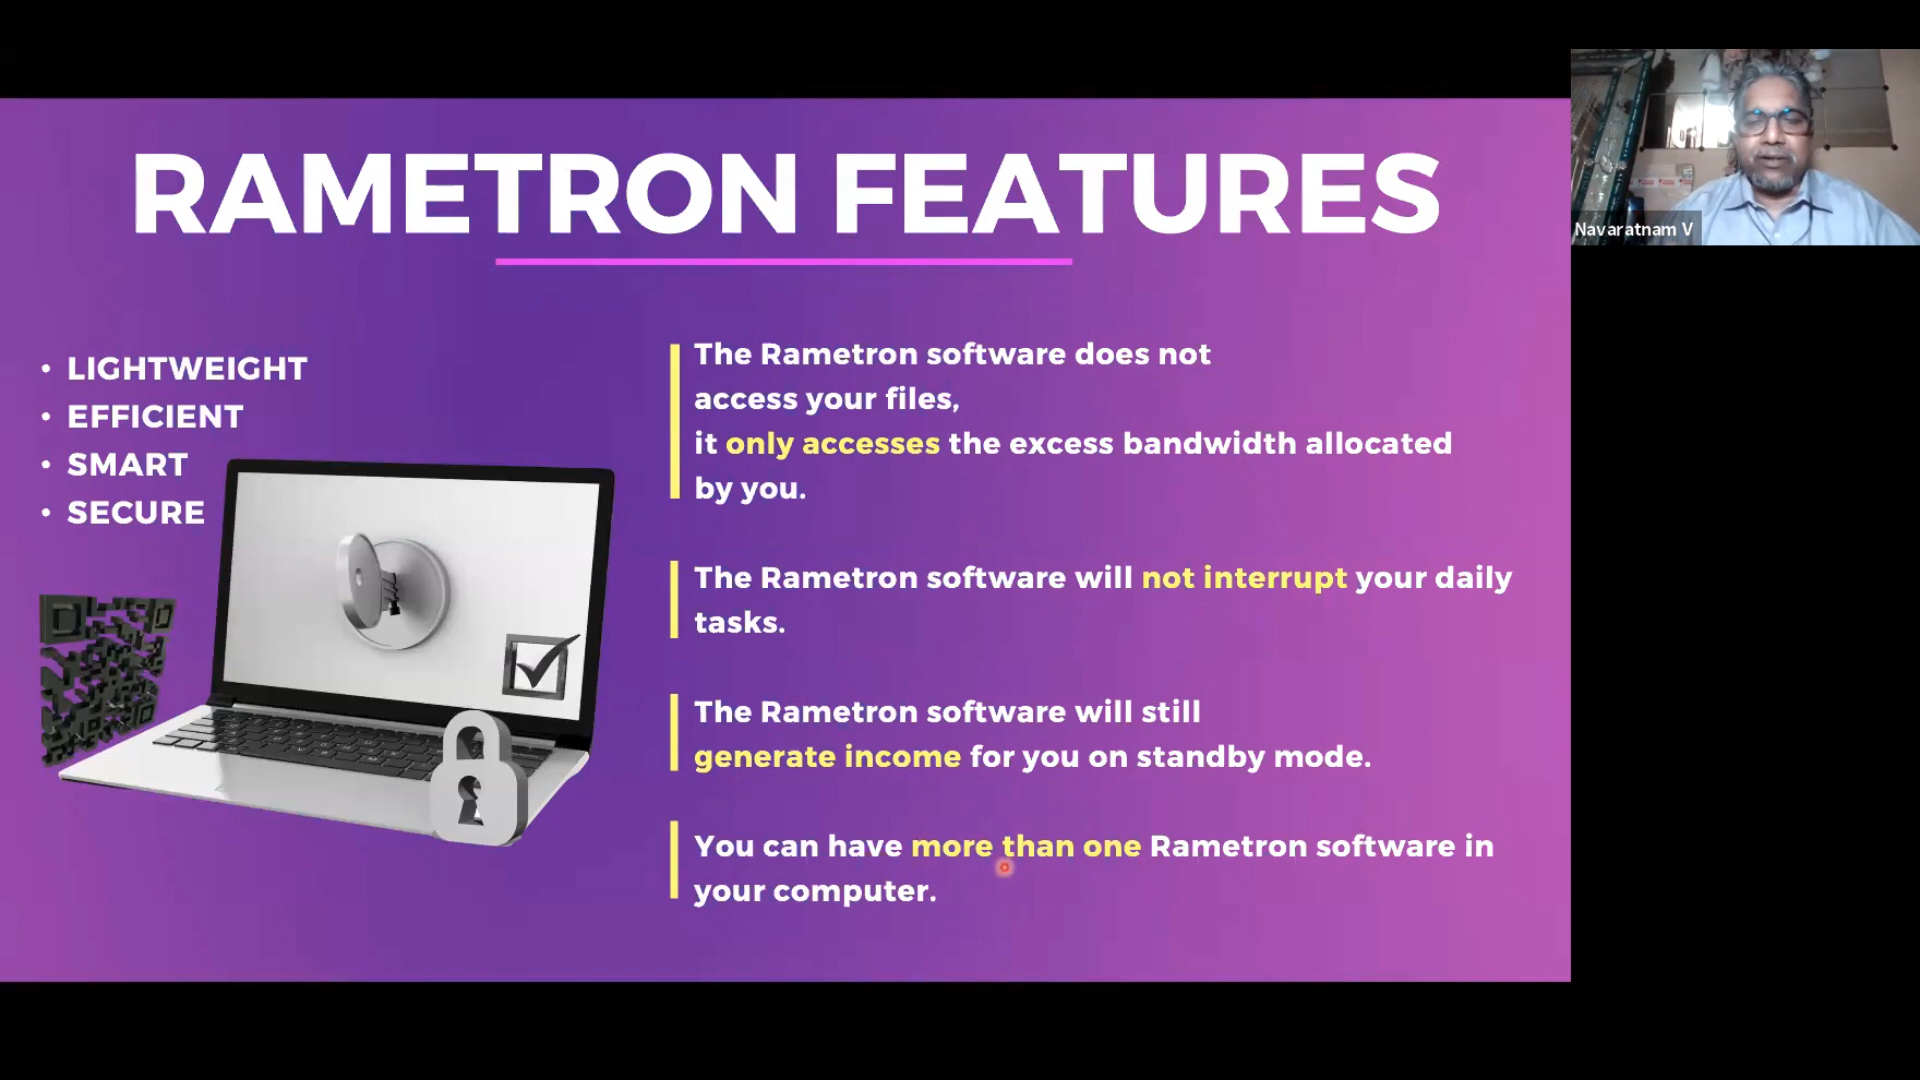 RAMETRON FEATURES
• LIGHTWEIGHT
• EFFICIENT
• SMART
• SECURE
The Rametron software does not
access your files,
it only accesses the excess bandwidth allocated
by you.
The Rametron software will not interrupt your daily
tasks.
The Rametron software will still
generate income for you on standby mode.
You can have more than one Rametron software in
your computer.
Navaratnam V